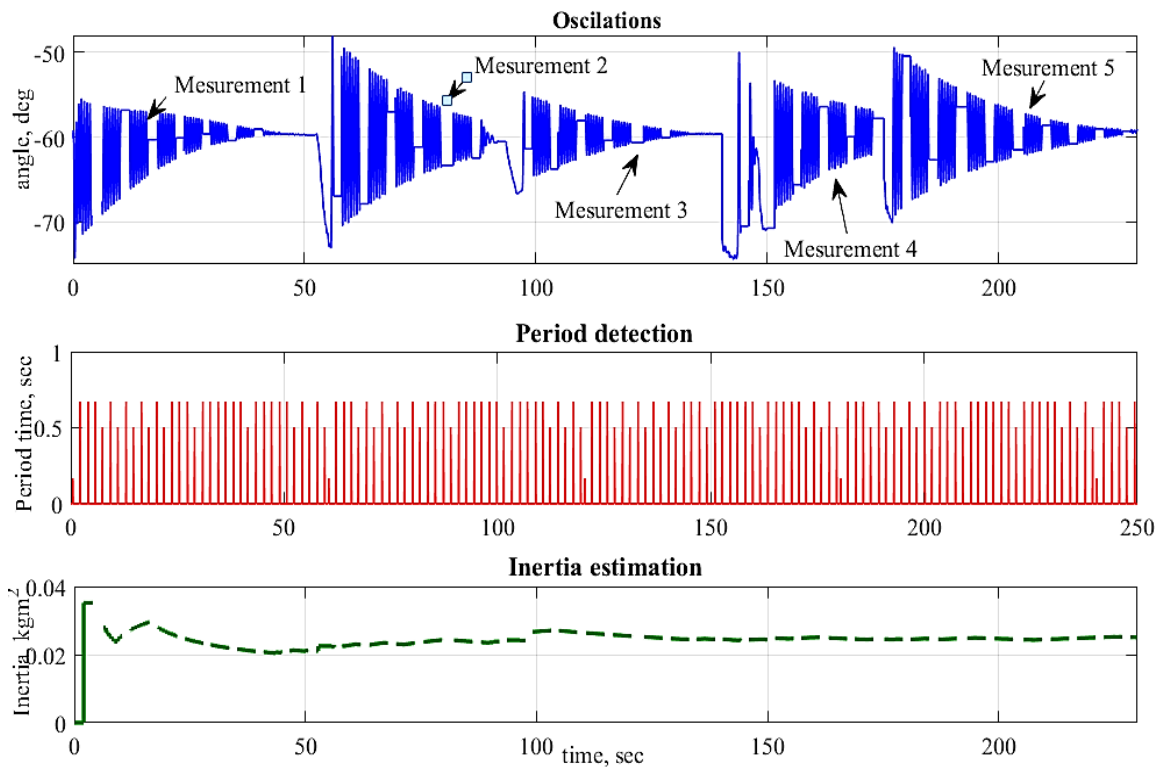 Oscilations
angle, deg
-50
-60
-70
Mesurement 1
Mesurement 2
Mesurement 3
Mesurement 4
Mesurement 5
0 50 100 150 200
Period detection
Period time, sec
1
0.5
0
0 50 100 150 200 250
Inertia estimation
Inertia, kgm²
0.04
0.02
0
0 50 100 150 200
time, sec